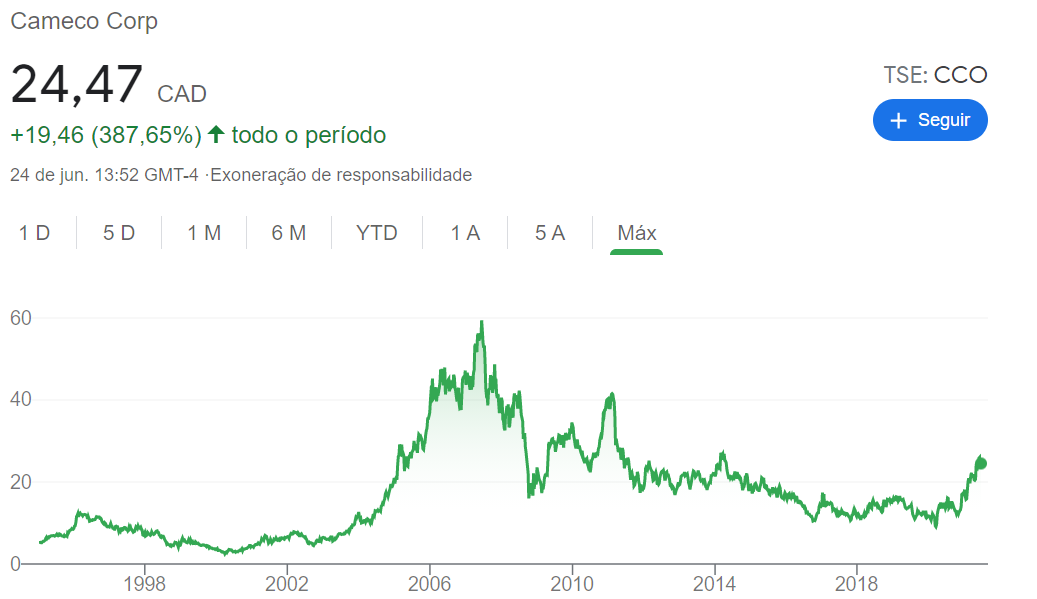 Cameco Corp
24,47 CAD
TSE: CCO
+ Seguir
+19,46 (387,65%) ↑ todo o período
24 de jun. 13:52 GMT-4 ·Exoneração de responsabilidade
1 D 5 D 1 M 6 M YTD 1 A 5 A Máx
60
40
20
0
1998 2002 2006 2010 2014 2018